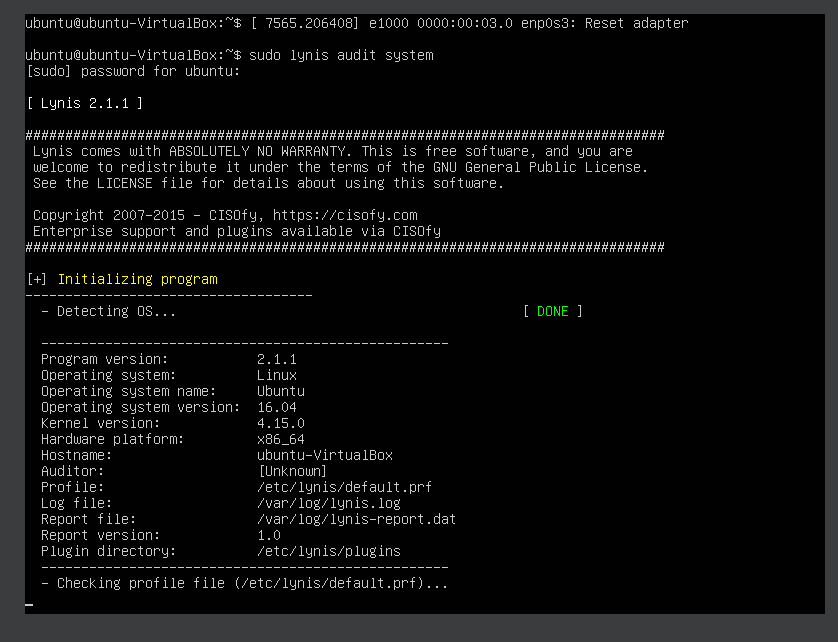 ubuntu@ubuntu-VirtualBox:~$ [ 7565.206408] e1000 0000:00:03.0 enp0s3: Reset adapter
ubuntu@ubuntu-VirtualBox:~$ sudo lynis audit system
[sudo] password for ubuntu:
[ Lynis 2.1.1 ]
################################################################################
Lynis comes with ABSOLUTELY NO WARRANTY. This is free software, and you are
welcome to redistribute it under the terms of the GNU General Public License.
See the LICENSE file for details about using this software.
Copyright 2007-2015 - CISOfy, https://cisofy.com
Enterprise support and plugins available via CISOfy
################################################################################
[+] Initializing program
------------------------------------
- Detecting OS... [ DONE ]
---------------------------------------------------
Program version: 2.1.1
Operating system: Linux
Operating system name: Ubuntu
Operating system version: 16.04
Kernel version: 4.15.0
Hardware platform: x86_64
Hostname: ubuntu-VirtualBox
Auditor: [Unknown]
Profile: /etc/lynis/default.prf
Log file: /var/log/lynis.log
Report file: /var/log/lynis-report.dat
Report version: 1.0
Plugin directory: /etc/lynis/plugins
---------------------------------------------------
- Checking profile file (/etc/lynis/default.prf)...